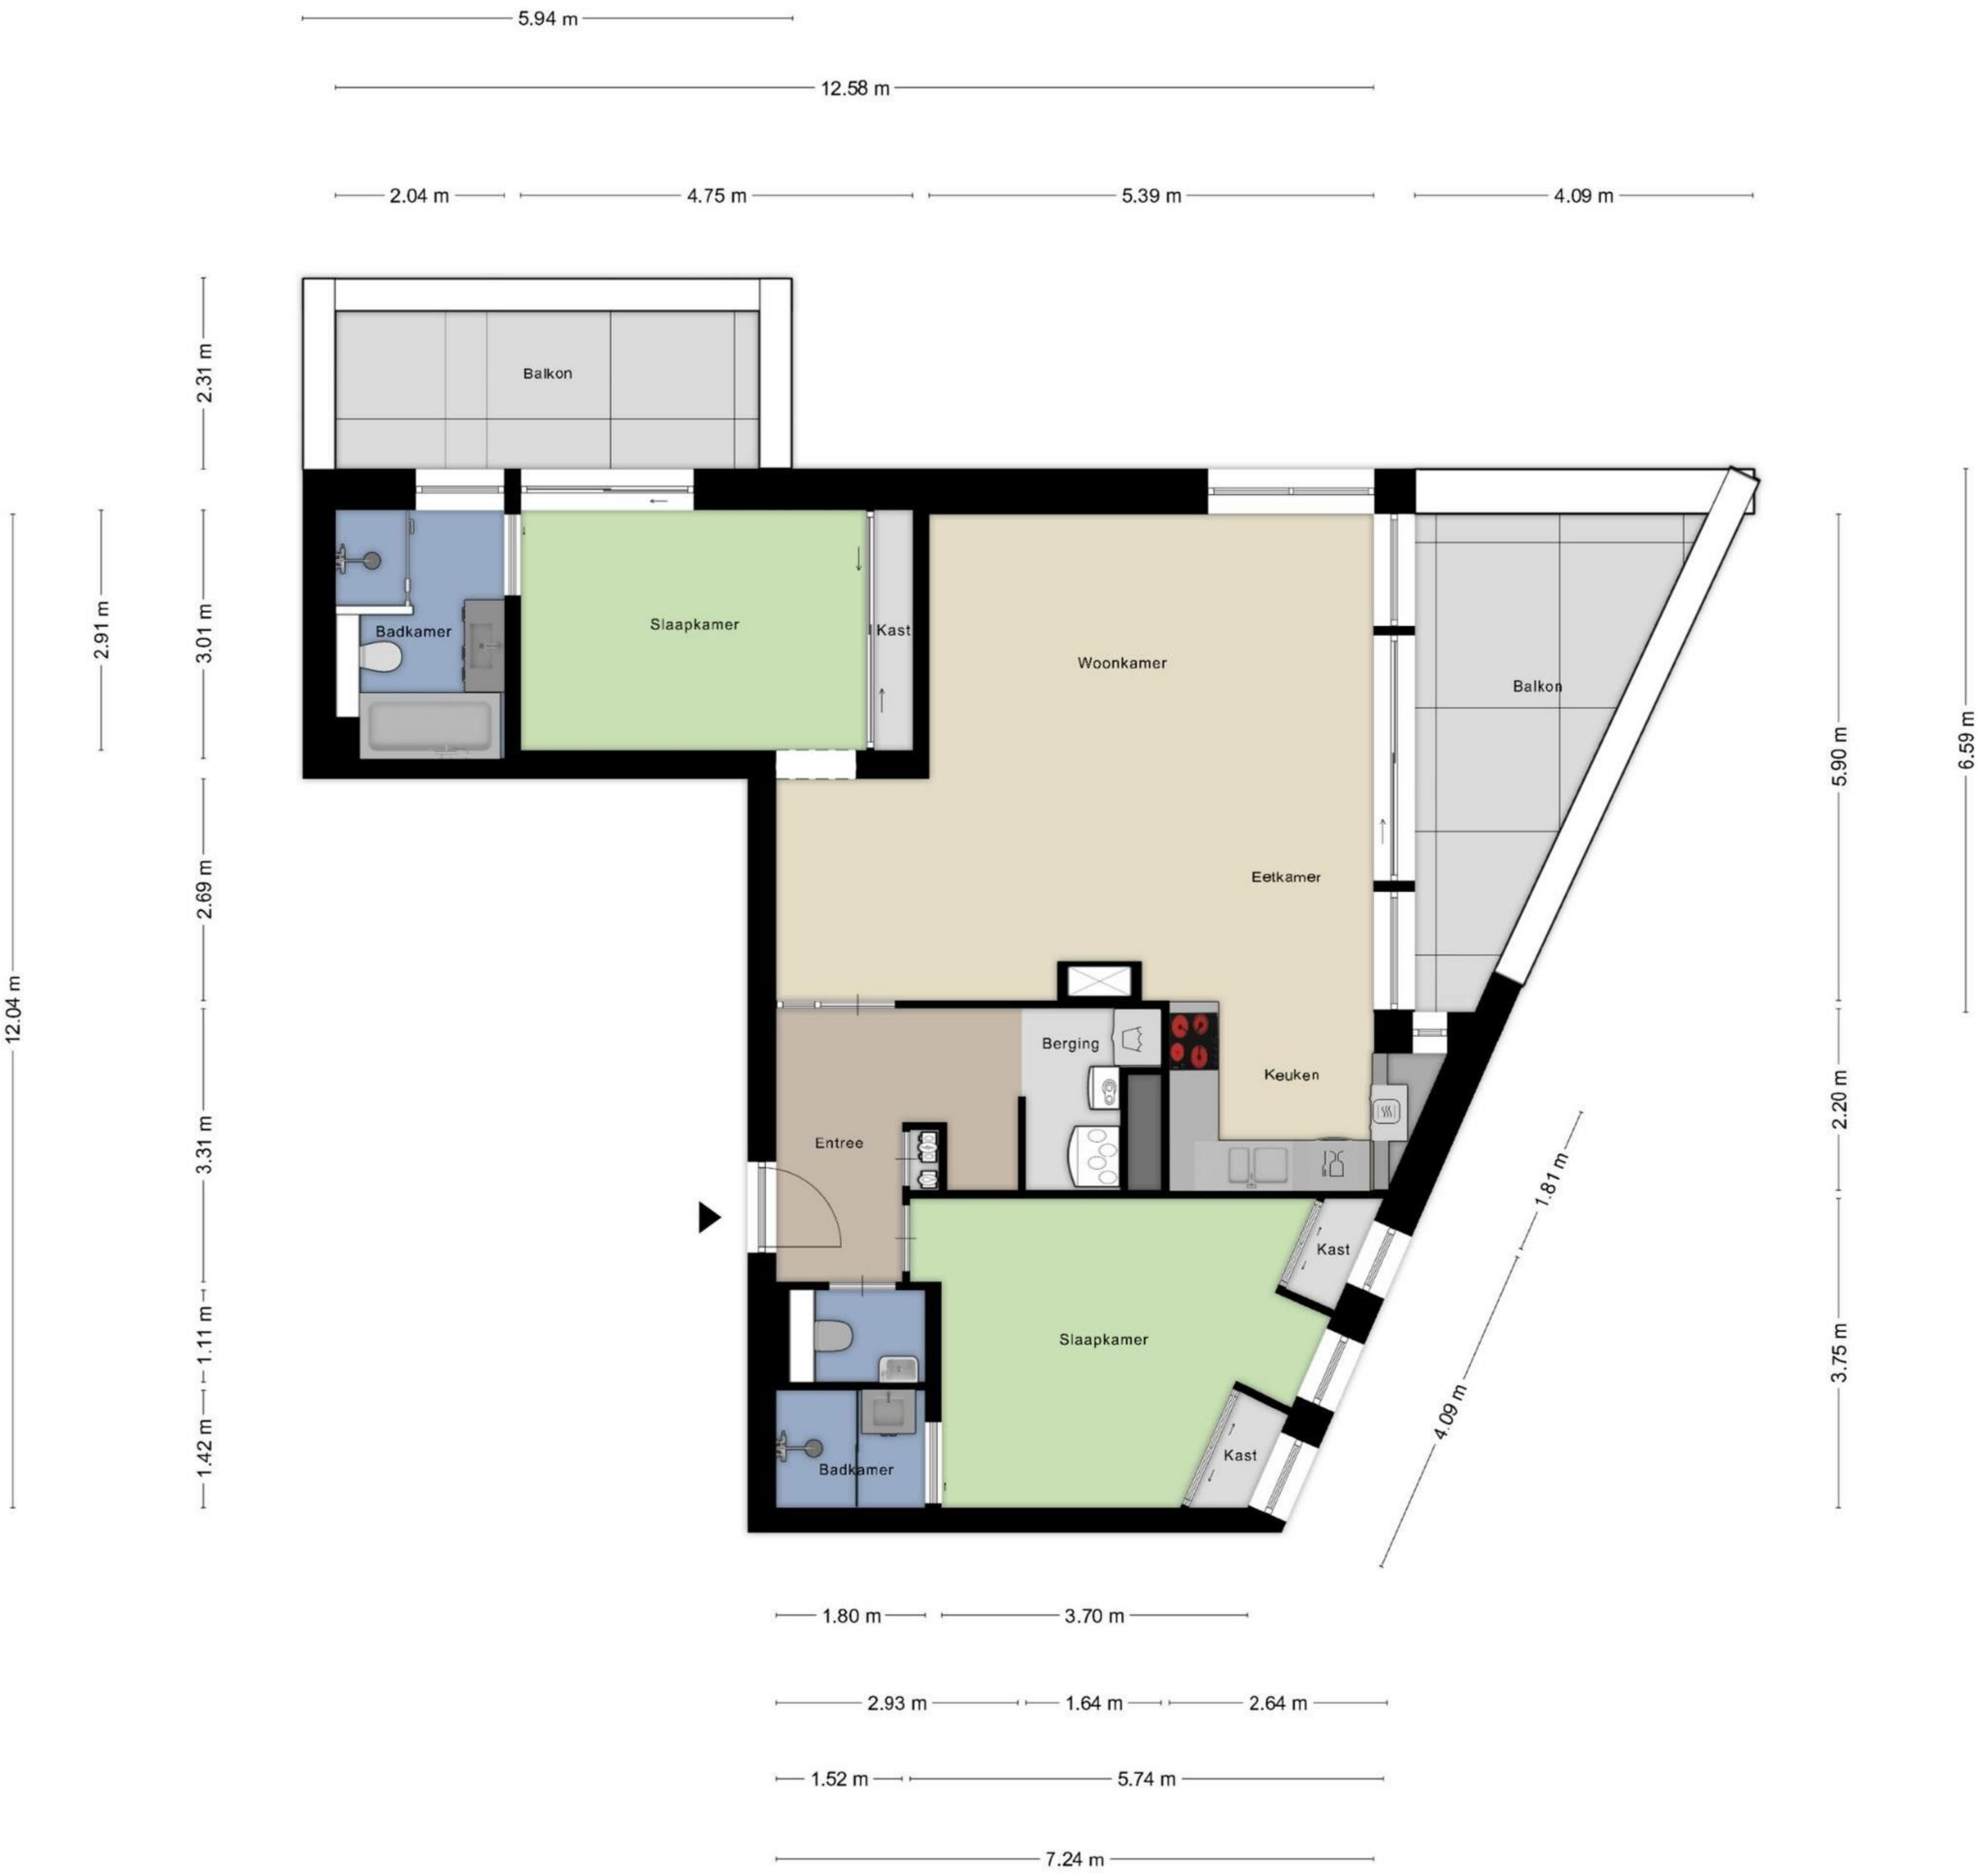 5.94 m
12.58 m
2.04 m
4.75 m
5.39 m
4.09 m
2.31 m
Balkon
2.91 m
3.01 m
Badkamer
Slaapkamer
Kast
Woonkamer
Balkon
5.90 m
6.59 m
2.69 m
Eetkamer
12.04 m
Berging
Keuken
2.20 m
3.31 m
Entree
1.81 m
Kast
Slaapkamer
1.11 m
3.75 m
4.09 m
1.42 m
Badkamer
Kast
1.80 m
3.70 m
2.93 m
1.64 m
2.64 m
1.52 m
5.74 m
7.24 m